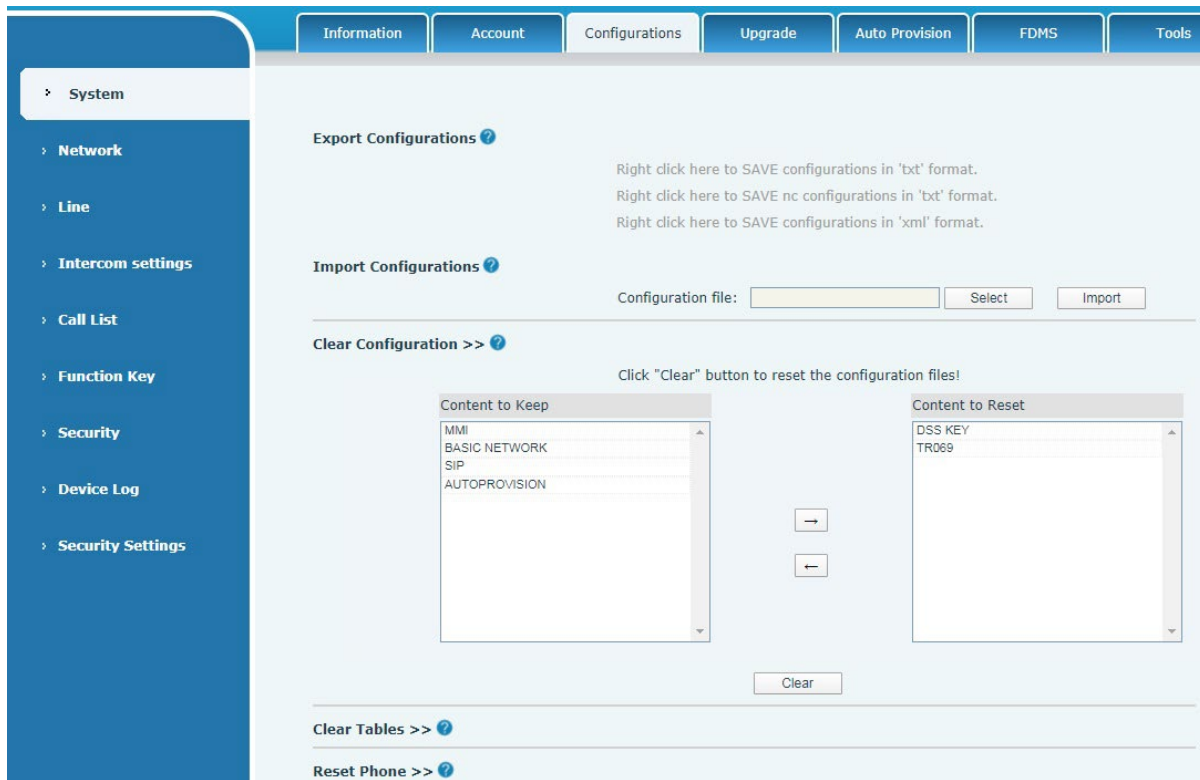 Information
Account
Configurations
Upgrade
Auto Provision
FDMS
Tools
System
Network
Line
Intercom settings
Call List
Function Key
Security
Device Log
Security Settings
Export Configurations
Right click here to SAVE configurations in 'txt' format.
Right click here to SAVE nc configurations in 'txt' format.
Right click here to SAVE configurations in 'xml' format.
Import Configurations
Configuration file:
Select
Import
Clear Configuration >>
Click "Clear" button to reset the configuration files!
Content to Keep
MMI
BASIC NETWORK
SIP
AUTOPROVISION
→
←
Content to Reset
DSS KEY
TR069
Clear
Clear Tables >>
Reset Phone >>